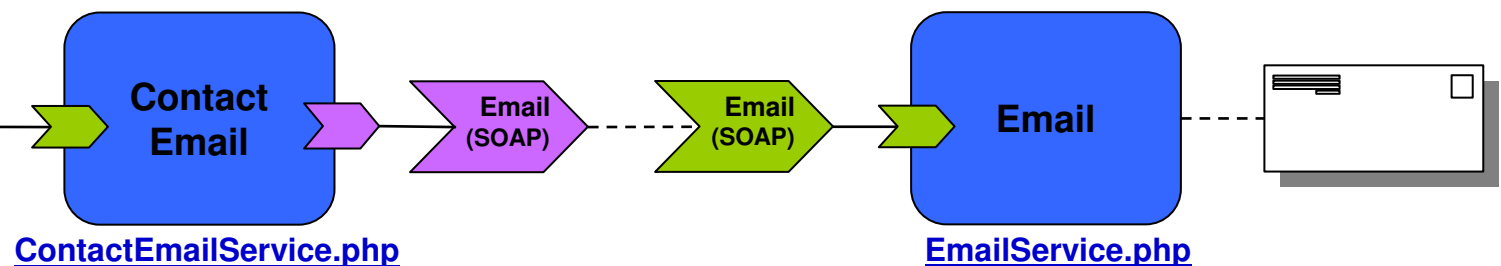 Contact
Email
Email
(SOAP)
Email
(SOAP)
Email
ContactEmailService.php
EmailService.php